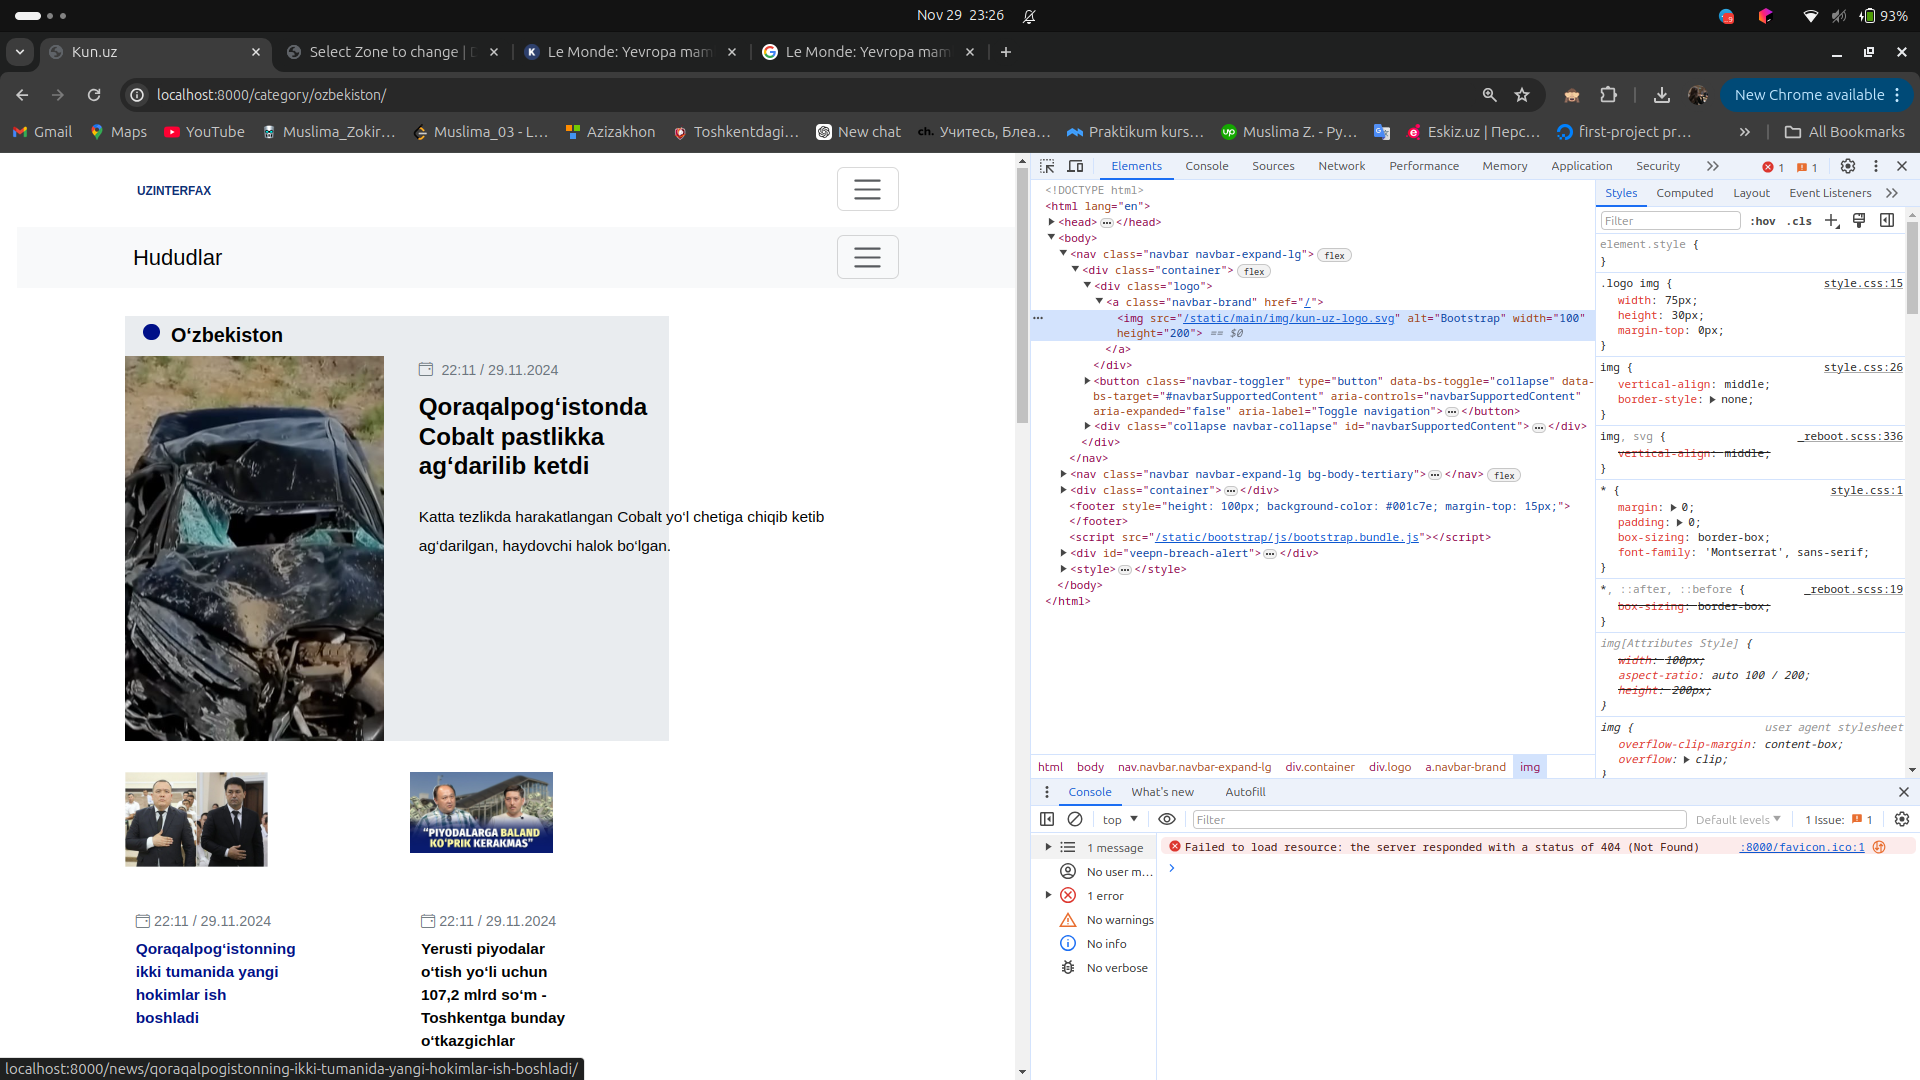 Nov 29 23:26
93%
Kun.uz
Select Zone to change |
Le Monde: Yevropa mam
Le Monde: Yevropa mam
localhost:8000/category/ozbekiston/
New Chrome available
Gmail
Maps
YouTube
Muslima_Zokir...
Muslima_03 - L...
Azizakhon
Toshkentdagi...
New chat
ch. Учитесь, Блеа...
Praktikum kurs...
up Muslima Z. - Py...
Eskiz.uz | Перс...
first-project pr...
All Bookmarks
UZINTERFAX
Hududlar
O‘zbekiston
22:11 / 29.11.2024
Qoraqalpog‘istonda
Cobalt pastlikka
ag‘darilib ketdi
Katta tezlikda harakatlangan Cobalt yo‘l chetiga chiqib ketib
ag‘darilgan, haydovchi halok bo‘lgan.
"PIYODALARGA BALAND
KO'PRIK KERAKMAS"
22:11 / 29.11.2024
Qoraqalpog‘istonning
ikki tumanida yangi
hokimlar ish
boshladi
22:11 / 29.11.2024
Yerusti piyodalar
o‘tish yo‘li uchun
107,2 mlrd so‘m -
Toshkentga bunday
o‘tkazgichlar
localhost:8000/news/qoraqalpogistonning-ikki-tumanida-yangi-hokimlar-ish-boshladi/
Elements
Console
Sources
Network
Performance
Memory
Application
Security
1
1
<!DOCTYPE html>
<html lang="en">
<head> ... </head>
<body>
<nav class="navbar navbar-expand-lg"> flex
<div class="container"> flex
<div class="logo">
<a class="navbar-brand" href="/">
<img src="/static/main/img/kun-uz-logo.svg" alt="Bootstrap" width="100"
height="200"> == $0
</a>
</div>
<button class="navbar-toggler" type="button" data-bs-toggle="collapse" data-
bs-target="#navbarSupportedContent" aria-controls="navbarSupportedContent"
aria-expanded="false" aria-label="Toggle navigation"> ... </button>
<div class="collapse navbar-collapse" id="navbarSupportedContent"> ... </div>
</div>
</nav>
<nav class="navbar navbar-expand-lg bg-body-tertiary"> ... </nav> flex
<div class="container"> ... </div>
<footer style="height: 100px; background-color: #001c7e; margin-top: 15px;">
</footer>
<script src="/static/bootstrap/js/bootstrap.bundle.js"></script>
<div id="veepn-breach-alert"> ... </div>
<style> ... </style>
</body>
</html>
html body nav.navbar.navbar-expand-lg div.container div.logo a.navbar-brand img
Styles
Computed
Layout
Event Listeners
Filter
:hov .cls
element.style {
}
.logo img { style.css:15
width: 75px;
height: 30px;
margin-top: 0px;
}
img { style.css:26
vertical-align: middle;
border-style: none;
}
img, svg { _reboot.scss:336
vertical-align: middle;
}
* { style.css:1
margin: 0;
padding: 0;
box-sizing: border-box;
font-family: 'Montserrat', sans-serif;
}
*, ::after, ::before { _reboot.scss:19
box-sizing: border-box;
}
img[Attributes Style] {
width: 100px;
aspect-ratio: auto 100 / 200;
height: 200px;
}
img { user agent stylesheet
overflow-clip-margin: content-box;
overflow: clip;
}
Console
What's new
Autofill
top
Filter
Default levels
1 Issue: 1
1 message
No user m...
1 error
No warnings
No info
No verbose
Failed to load resource: the server responded with a status of 404 (Not Found) :8000/favicon.ico:1